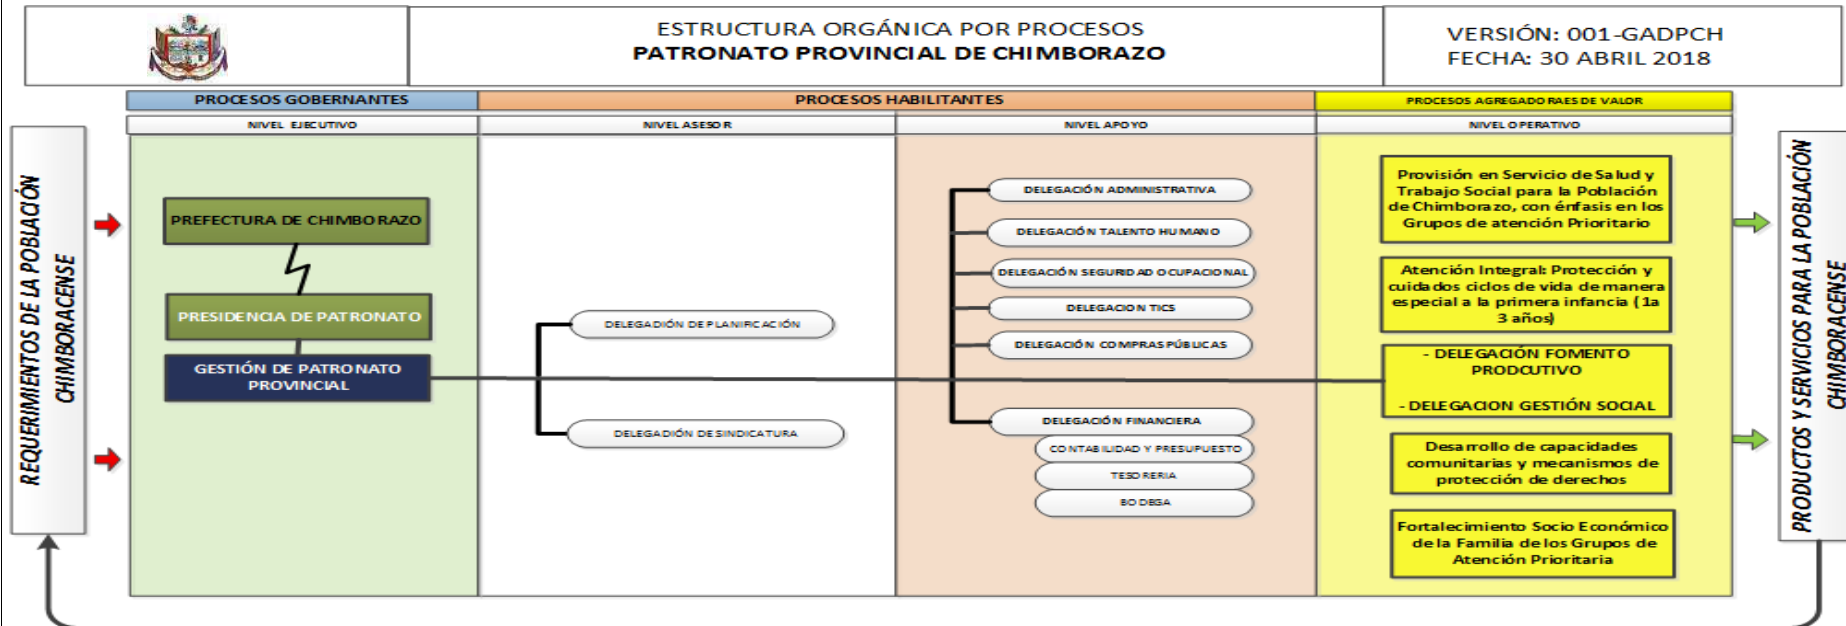 ESTRUCTURA ORGÁNICA POR PROCESOS
PATRONATO PROVINCIAL DE CHIMBORAZO
VERSIÓN: 001-GADPCH
FECHA: 30 ABRIL 2018
PROCESOS GOBERNANTES
PROCESOS HABILITANTES
PROCESOS AGREGADORAES DE VALOR
NIVEL EJECUTIVO
NIVEL ASESOR
NIVEL APOYO
NIVEL OPERATIVO
REQUERIMIENTOS DE LA POBLACIÓN
CHIMBORACENSE
PREFECTURA DE CHIMBORAZO
PRESIDENCIA DE PATRONATO
GESTIÓN DE PATRONATO
PROVINCIAL
DELEGADIÓN DE PLANIFICACIÓN
DELEGADIÓN DE SINDICATURA
DELEGACIÓN ADMINISTRATIVA
DELEGACIÓN TALENTO HUMANO
DELEGACIÓN SEGURIDAD OCUPACIONAL
DELEGACION TICS
DELEGACIÓN COMPRAS PÚBLICAS
DELEGACIÓN FINANCIERA
CONTABILIDAD Y PRESUPUESTO
TESORERIA
BODEGA
Provisión en Servicio de Salud y
Trabajo Social para la Población
de Chimborazo, con énfasis en los
Grupos de atención Prioritario
Atención Integral: Protección y
cuidados ciclos de vida de manera
especial a la primera infancia (1a
3 años)
- DELEGACIÓN FOMENTO
PRODCUTIVO
- DELEGACION GESTIÓN SOCIAL
Desarrollo de capacidades
comunitarias y mecanismos de
protección de derechos
Fortalecimiento Socio Económico
de la Familia de los Grupos de
Atención Prioritaria
PRODUCTOS Y SERVICIOS PARA LA POBLACIÓN
CHIMBORACENSE